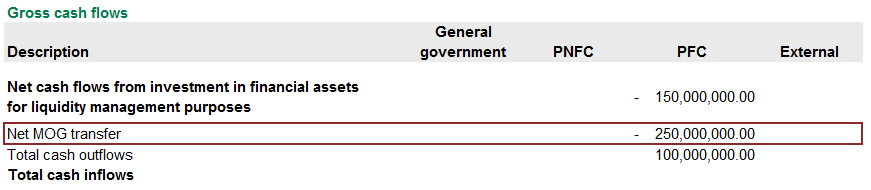 Gross cash flows
General
Description government PNFC PFC External
Net cash flows from investment in financial assets
for liquidity management purposes - 150,000,000.00
Net MOG transfer - 250,000,000.00
Total cash outflows 100,000,000.00
Total cash inflows